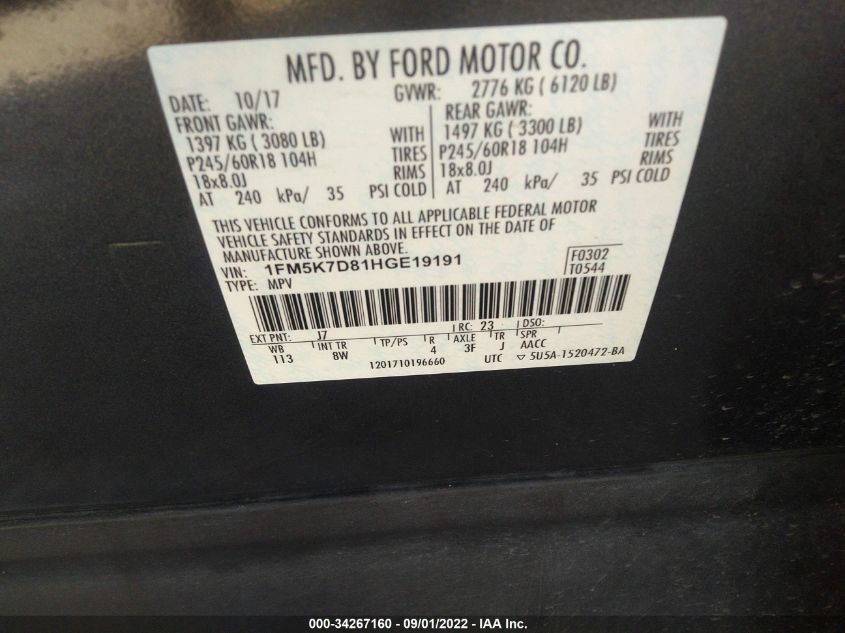 MFD. BY FORD MOTOR CO.
DATE: 10/17 GVWR: 2776 KG ( 6120 LB)
FRONT GAWR: REAR GAWR:
1397 KG ( 3080 LB) WITH 1497 KG ( 3300 LB) WITH
P245/60R18 104H TIRES P245/60R18 104H TIRES
18x8.0J RIMS 18x8.0J RIMS
AT 240 kPa/ 35 PSI COLD AT 240 kPa/ 35 PSI COLD
THIS VEHICLE CONFORMS TO ALL APPLICABLE FEDERAL MOTOR
VEHICLE SAFETY STANDARDS IN EFFECT ON THE DATE OF
MANUFACTURE SHOWN ABOVE.
VIN: 1FM5K7D81HGE19191 F0302
TYPE: MPV T0544
EXT PNT: J7 RC: 23 DSO:
WB INT TR TP/PS R AXLE TR SPR
113 8W 4 3F J AACC
1201710196660 UTC ▽ 5U5A-1520472-BA
000-34267160 - 09/01/2022 - IAA Inc.